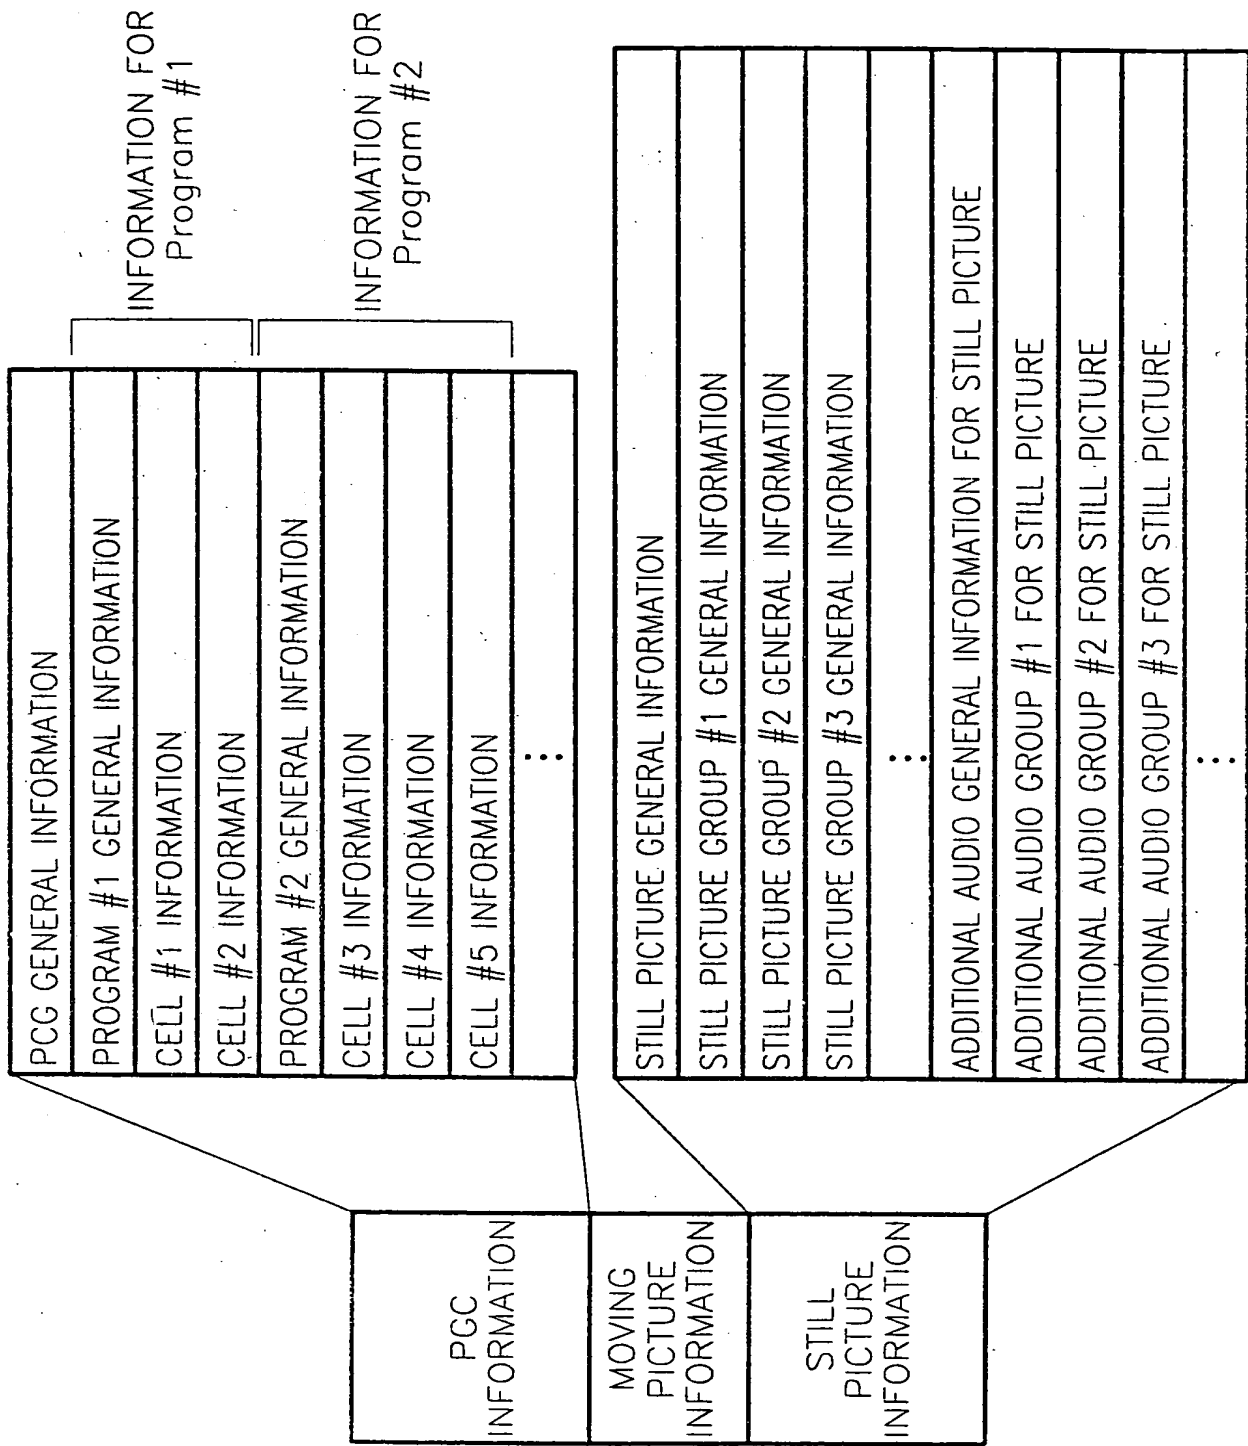 PGC
INFORMATION
MOVING
PICTURE
INFORMATION
STILL
PICTURE
INFORMATION
PCG GENERAL INFORMATION
PROGRAM #1 GENERAL INFORMATION
CELL #1 INFORMATION
CELL #2 INFORMATION
PROGRAM #2 GENERAL INFORMATION
CELL #3 INFORMATION
CELL #4 INFORMATION
CELL #5 INFORMATION
...
INFORMATION FOR
Program #1
INFORMATION FOR
Program #2
STILL PICTURE GENERAL INFORMATION
STILL PICTURE GROUP #1 GENERAL INFORMATION
STILL PICTURE GROUP #2 GENERAL INFORMATION
STILL PICTURE GROUP #3 GENERAL INFORMATION
...
ADDITIONAL AUDIO GENERAL INFORMATION FOR STILL PICTURE
ADDITIONAL AUDIO GROUP #1 FOR STILL PICTURE
ADDITIONAL AUDIO GROUP #2 FOR STILL PICTURE
ADDITIONAL AUDIO GROUP #3 FOR STILL PICTURE
...